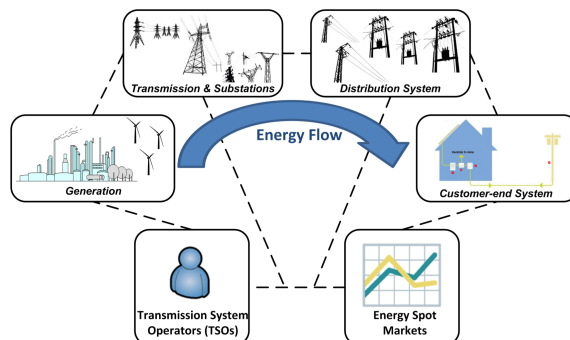 Transmission & Substations
Distribution System
Energy Flow
Generation
Customer-end System
Transmission System
Operators (TSOs)
Energy Spot
Markets